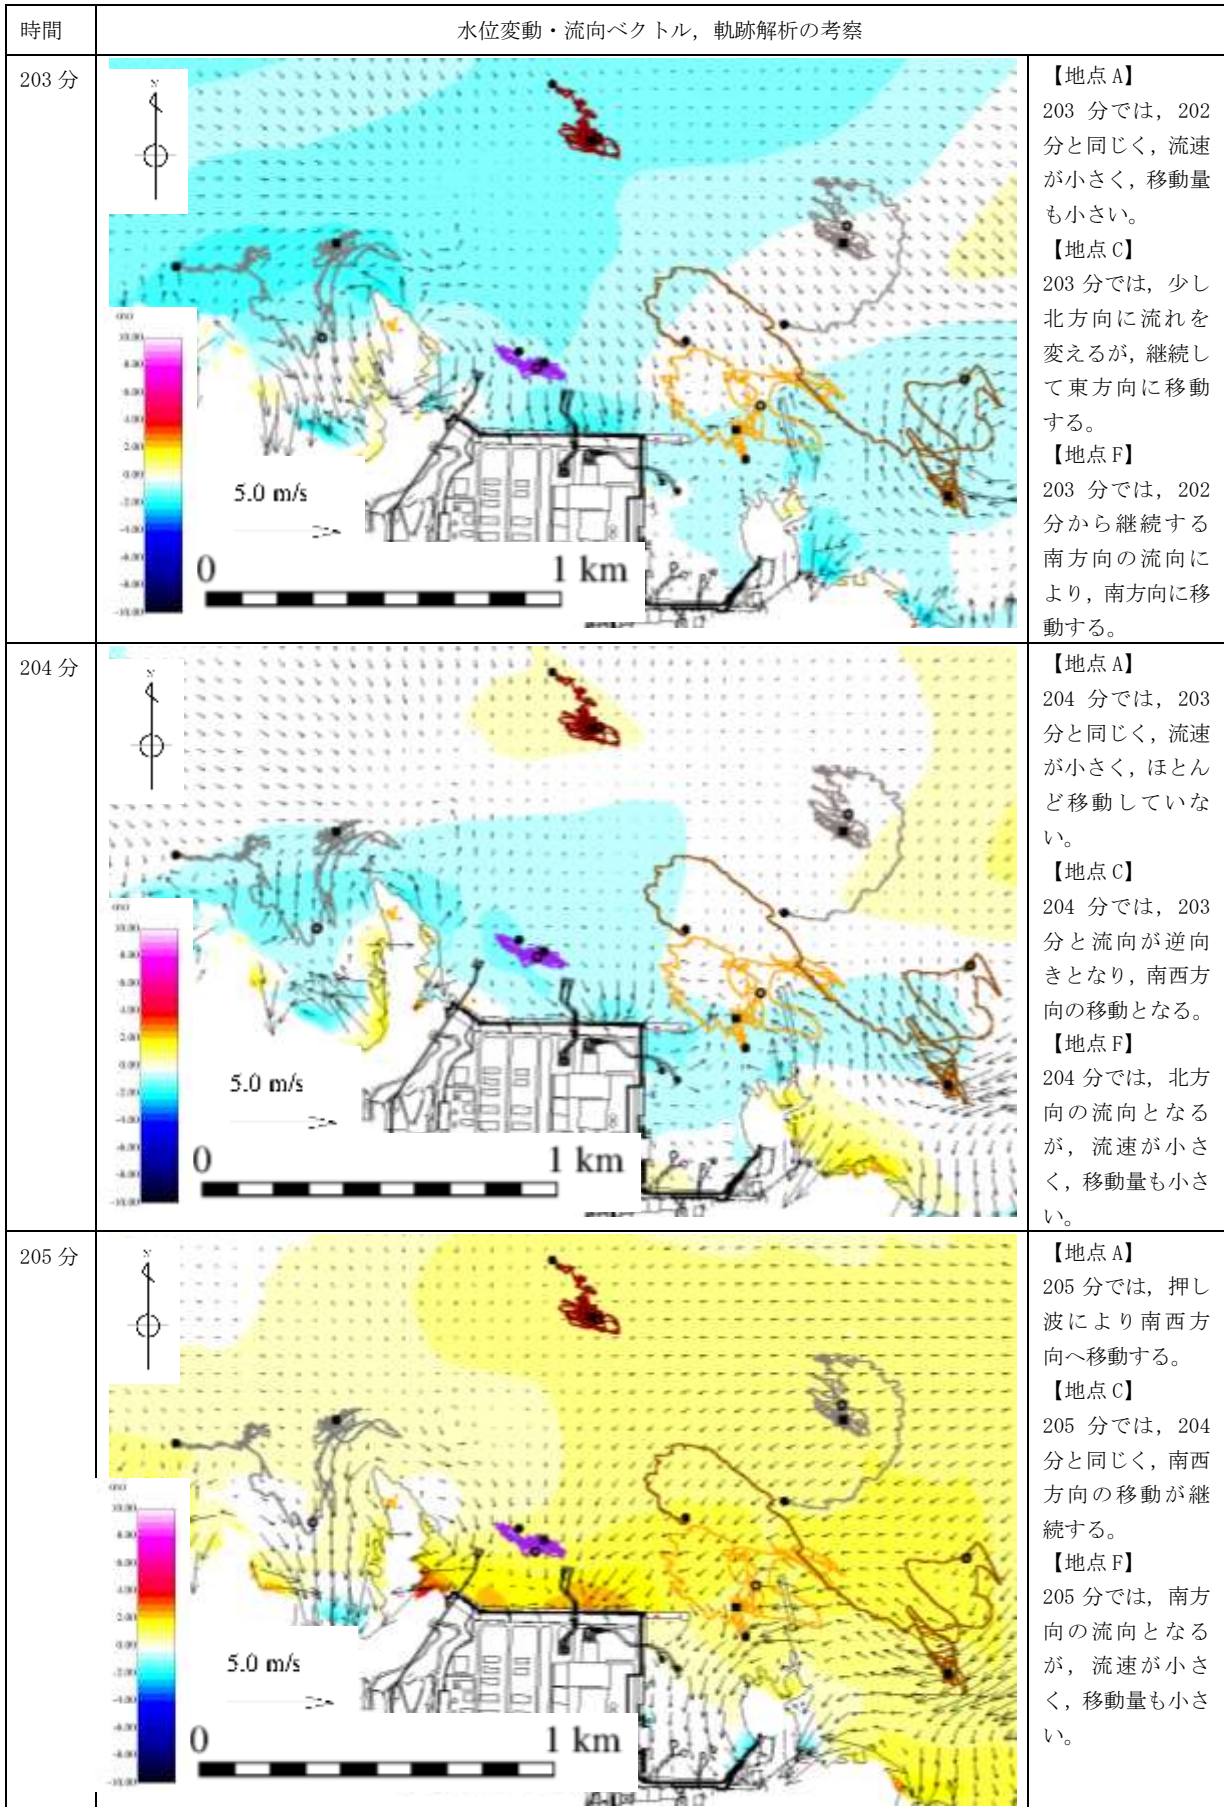 時間
水位変動・流向ベクトル，軌跡解析の考察
203 分
N
5.0 m/s
0
1 km
【地点 A】
203 分では，202
分と同じく，流速
が小さく，移動量
も小さい。
【地点 C】
203 分では，少し
北方向に流れを
変えるが，継続し
て東方向に移動
する。
【地点 F】
203 分では，202
分から継続する
南方向の流向に
より，南方向に移
動する。
204 分
N
5.0 m/s
0
1 km
【地点 A】
204 分では，203
分と同じく，流速
が小さく，ほとん
ど移動していな
い。
【地点 C】
204 分では，203
分と流向が逆向
きとなり，南西方
向の移動となる。
【地点 F】
204 分では，北方
向の流向となる
が，流速が小さ
く，移動量も小さ
い。
205 分
N
5.0 m/s
0
1 km
【地点 A】
205 分では，押し
波により南西方
向へ移動する。
【地点 C】
205 分では，204
分と同じく，南西
方向の移動が継
続する。
【地点 F】
205 分では，南方
向の流向となる
が，流速が小さ
く，移動量も小さ
い。